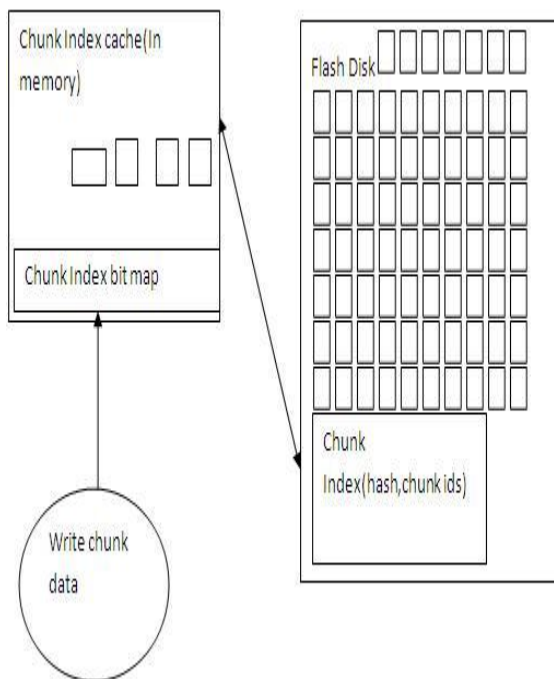 Chunk Index cache(In
memory)
Chunk Index bit map
Write chunk
data
Flash Disk
Chunk
Index(hash,chunk ids)